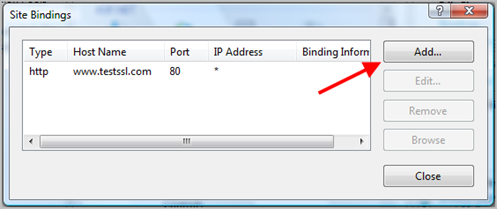 Site Bindings
Type Host Name Port IP Address Binding Inform
http www.testssl.com 80 *
Add...
Edit...
Remove
Browse
Close